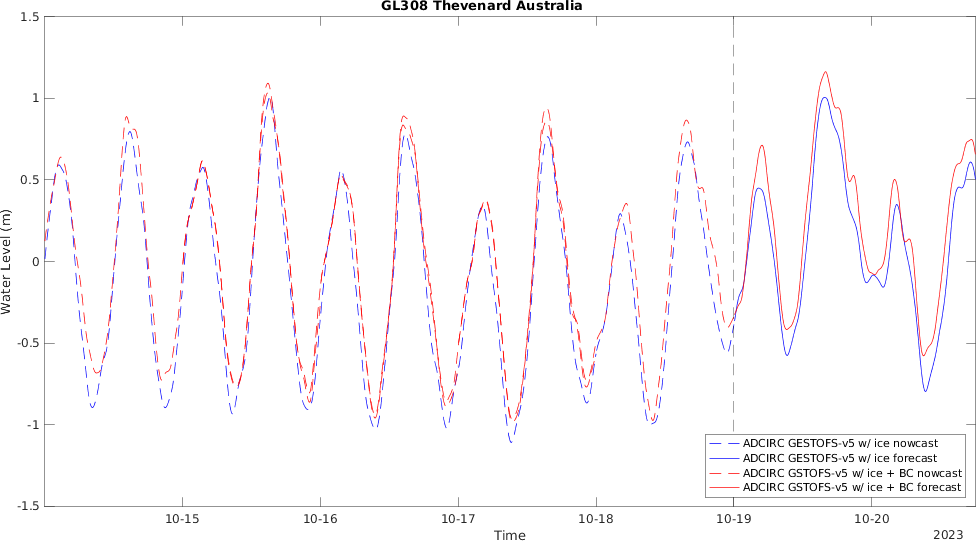 GL308 Thevenard Australia
1.5
1
0.5
0
-0.5
-1
-1.5
Water Level (m)
10-15
10-16
10-17
10-18
10-19
10-20
Time
2023
ADCIRC GESTOFS-v5 w/ ice nowcast
ADCIRC GESTOFS-v5 w/ ice forecast
ADCIRC GSTOFS-v5 w/ ice + BC nowcast
ADCIRC GSTOFS-v5 w/ ice + BC forecast